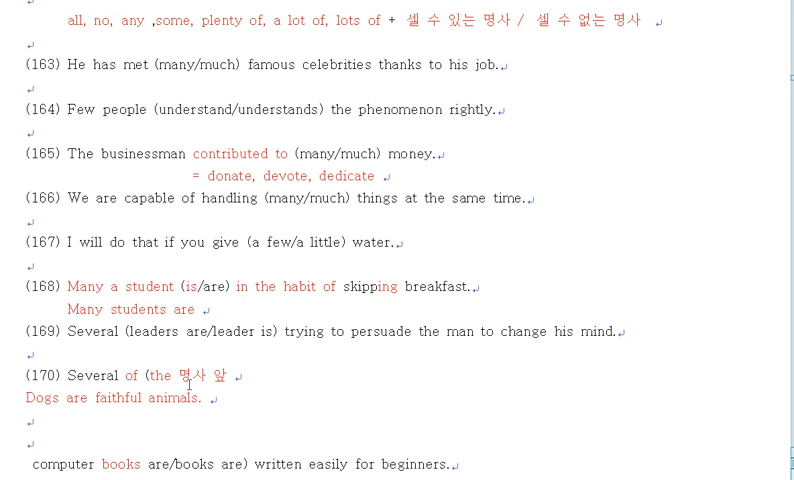 all, no, any ,some, plenty of, a lot of, lots of + 셀 수 있는 명사 / 셀 수 없는 명사
(163) He has met (many/much) famous celebrities thanks to his job.
(164) Few people (understand/understands) the phenomenon rightly.
(165) The businessman contributed to (many/much) money.
= donate, devote, dedicate
(166) We are capable of handling (many/much) things at the same time.
(167) I will do that if you give (a few/a little) water.
(168) Many a student (is/are) in the habit of skipping breakfast.
Many students are
(169) Several (leaders are/leader is) trying to persuade the man to change his mind.
(170) Several of (the 명사 앞
Dogs are faithful animals.
computer books are/books are) written easily for beginners.